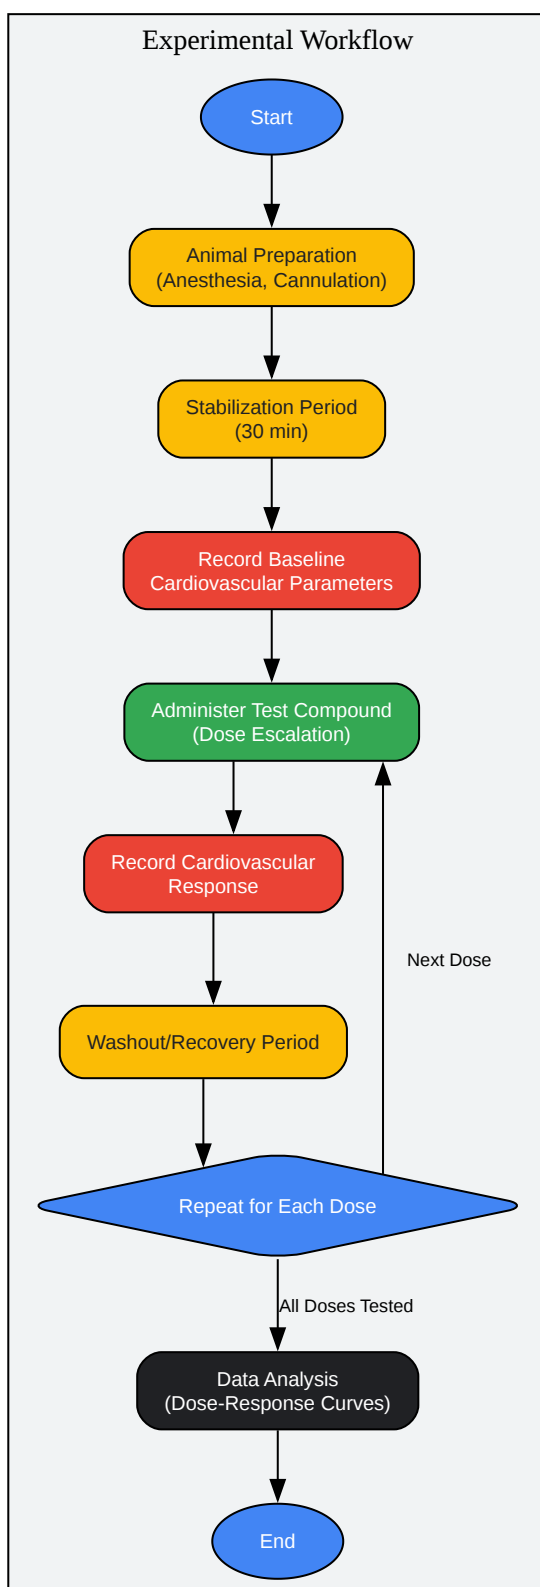 Experimental Workflow
Start
Animal Preparation
(Anesthesia, Cannulation)
Stabilization Period
(30 min)
Record Baseline
Cardiovascular Parameters
Administer Test Compound
(Dose Escalation)
Record Cardiovascular
Response
Next Dose
Washout/Recovery Period
Repeat for Each Dose
All Doses Tested
Data Analysis
(Dose-Response Curves)
End